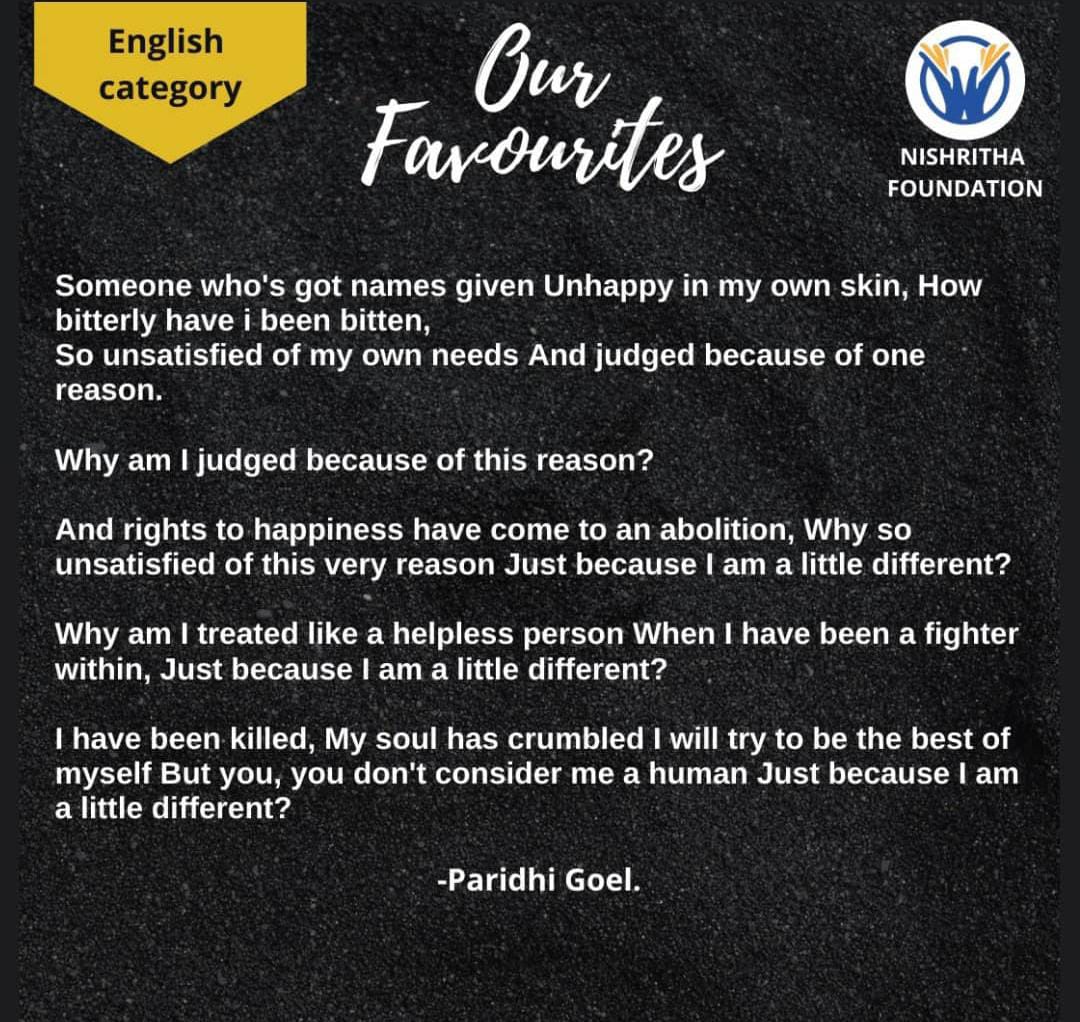 English
category
Our
Favourites
NISHRITHA
FOUNDATION
Someone who's got names given Unhappy in my own skin, How
bitterly have i been bitten,
So unsatisfied of my own needs And judged because of one
reason.
Why am I judged because of this reason?
And rights to happiness have come to an abolition, Why so
unsatisfied of this very reason Just because I am a little different?
Why am I treated like a helpless person When I have been a fighter
within, Just because I am a little different?
I have been killed, My soul has crumbled I will try to be the best of
myself But you, you don't consider me a human Just because I am
a little different?
-Paridhi Goel.